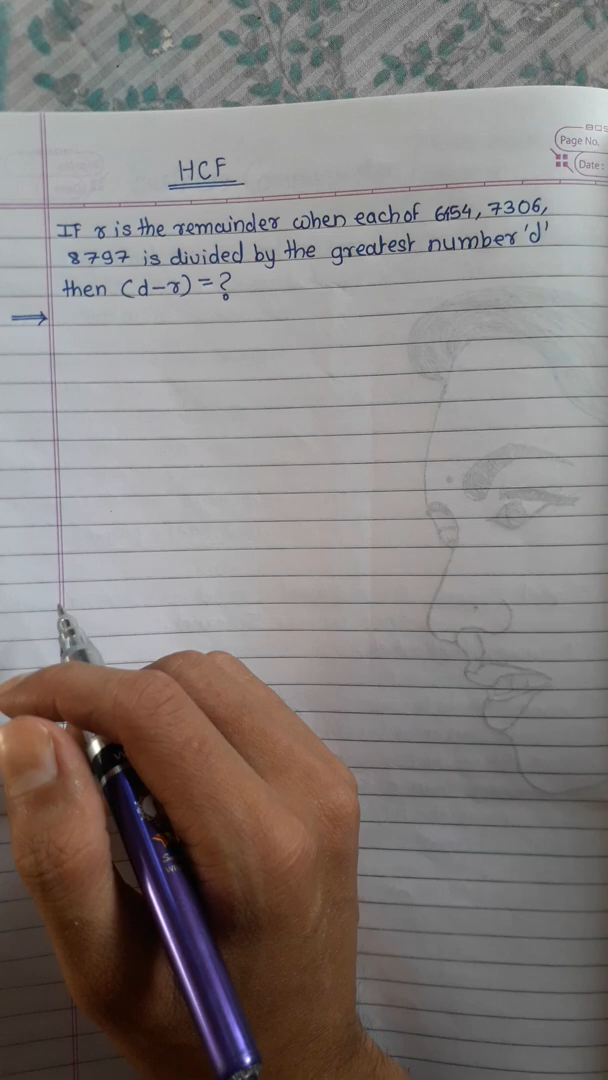 Page No.
Date:
HCF
If r is the remainder when each of 6154, 7306,
8797 is divided by the greatest number 'd'
then (d-r) = ?
⟹